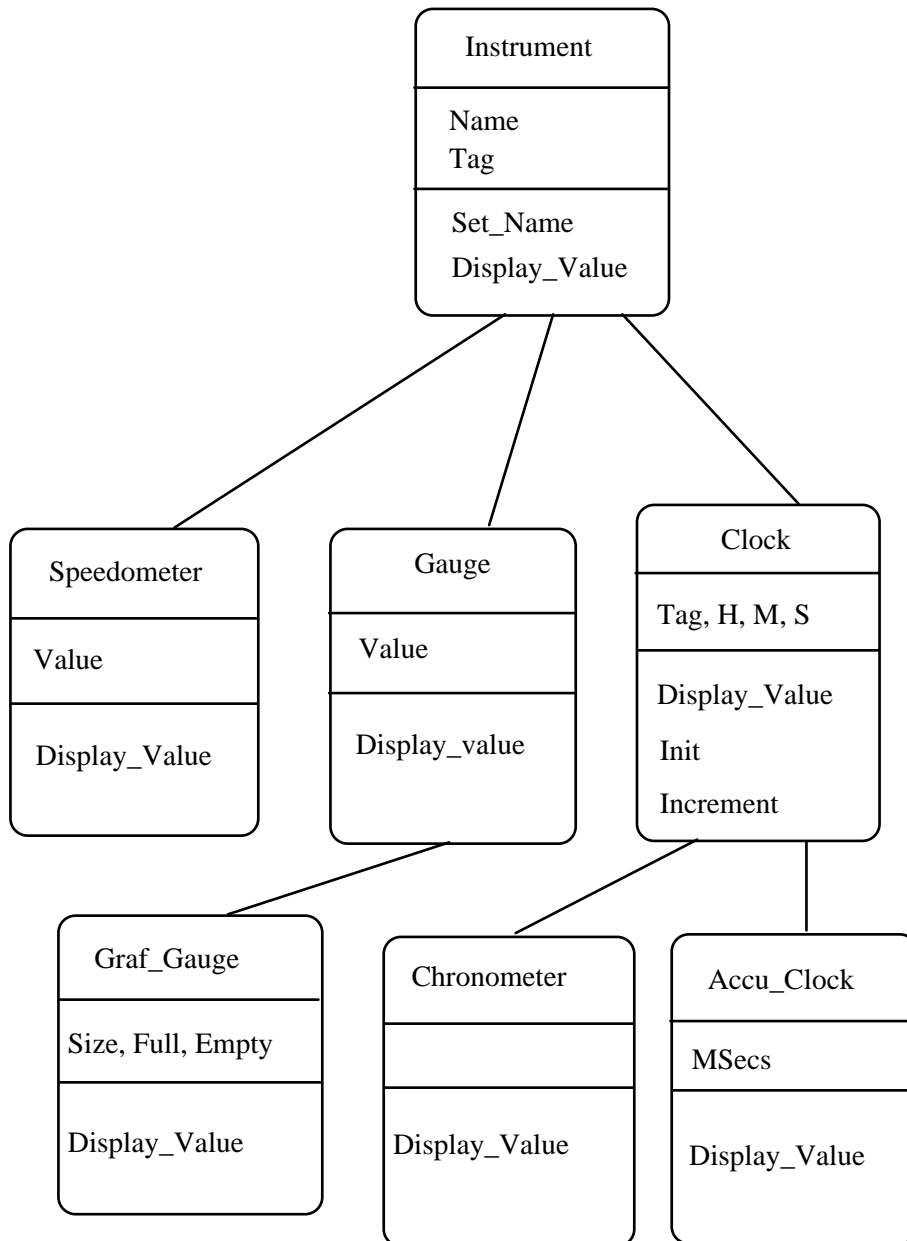 Instrument
Name
Tag
Set_Name
Display_Value
Speedometer
Value
Display_Value
Gauge
Value
Display_value
Clock
Tag, H, M, S
Display_Value
Init
Increment
Graf_Gauge
Size, Full, Empty
Display_Value
Chronometer
Display_Value
Accu_Clock
MSecs
Display_Value